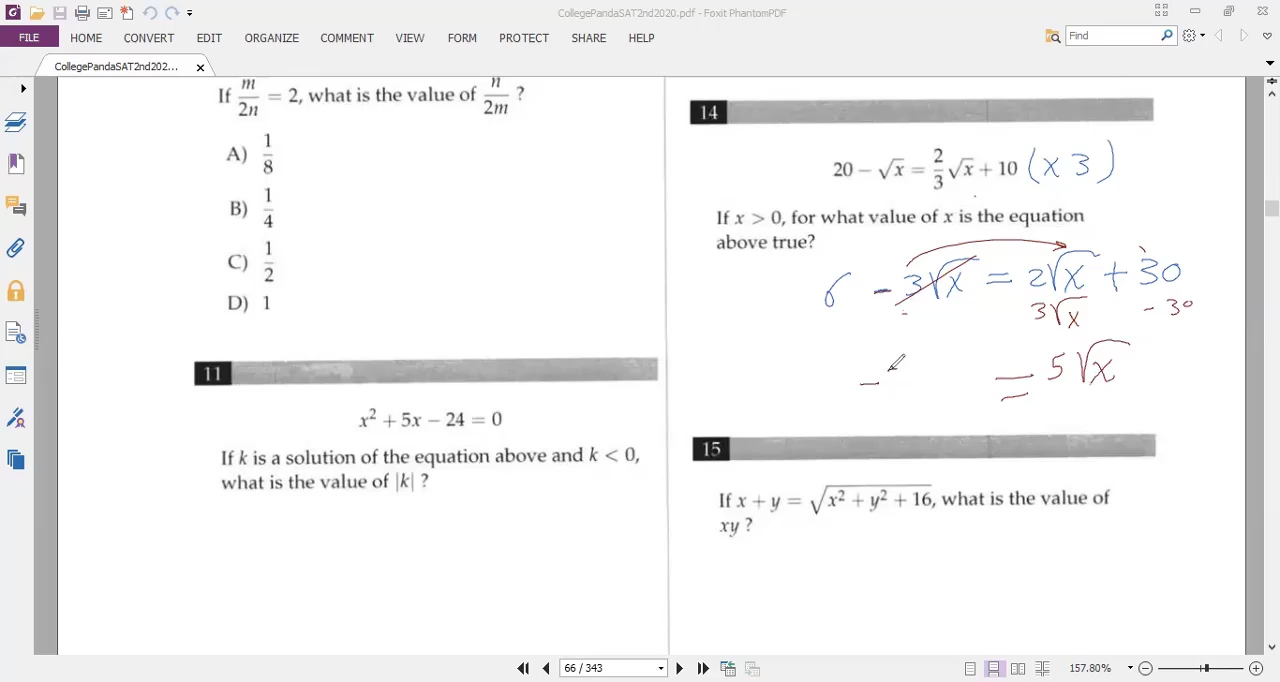 CollegePandaSAT2nd2020.pdf - Foxit PhantomPDF
Find
FILE HOME CONVERT EDIT ORGANIZE COMMENT VIEW FORM PROTECT SHARE HELP
CollegePandaSAT2nd202... ×
If m/2n = 2, what is the value of n/2m ?
A) 1/8
B) 1/4
C) 1/2
D) 1
11
x² + 5x − 24 = 0
If k is a solution of the equation above and k < 0,
what is the value of |k| ?
14
20 − √x = 2/3 √x + 10 (x 3)
If x > 0, for what value of x is the equation
above true?
6 - 3√x = 2√x + 30
3√x - 30
- = 5√x
15
If x + y = √(x² + y² + 16), what is the value of
xy ?
66 / 343
157.80%